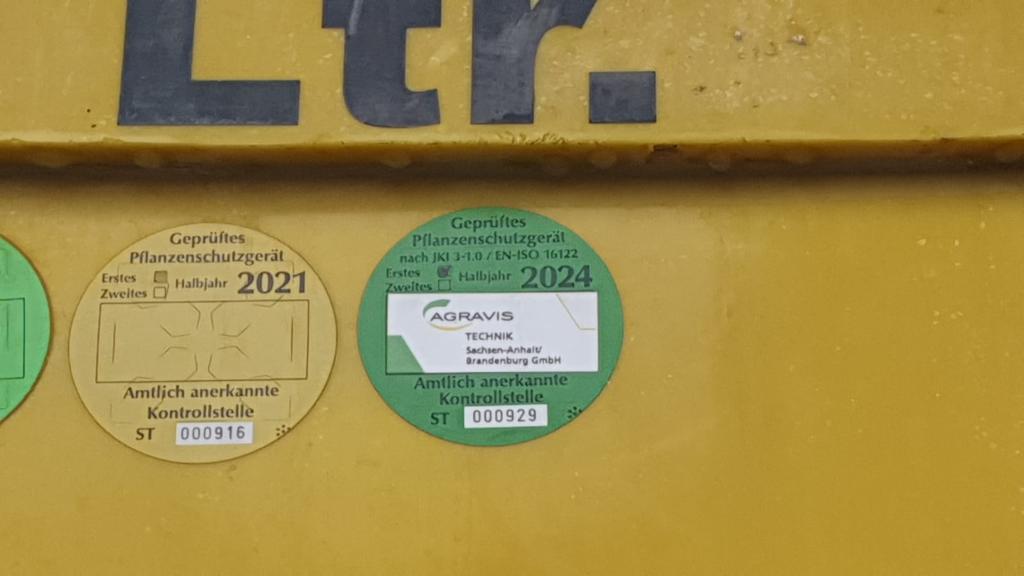 Ltr.
Geprüftes
Pflanzenschutzgerät
Erstes Halbjahr 2021
Zweites
Amtlich anerkannte
Kontrollstelle
ST 000916
Geprüftes
Pflanzenschutzgerät
nach JKI 3-1.0 / EN-ISO 16122
Erstes Halbjahr 2024
Zweites
AGRAVIS
TECHNIK
Sachsen-Anhalt/
Brandenburg GmbH
Amtlich anerkannte
Kontrollstelle
ST 000929